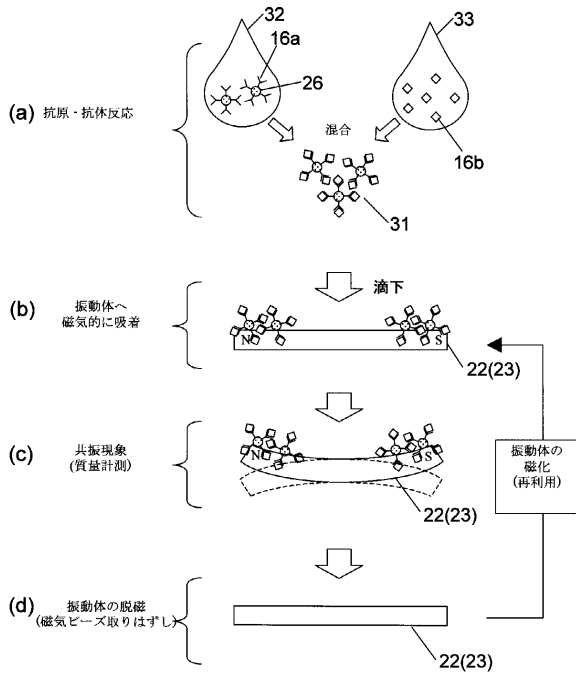 32
33
16a
26
(a) 抗原・抗体反応
混合
16b
31
滴下
(b) 振動体へ
磁気的に吸着
N S
22(23)
(c) 共振現象
(質量計測)
N S
振動体の
磁化
(再利用)
22(23)
(d) 振動体の脱磁
(磁気ビーズ取りはずし)
22(23)